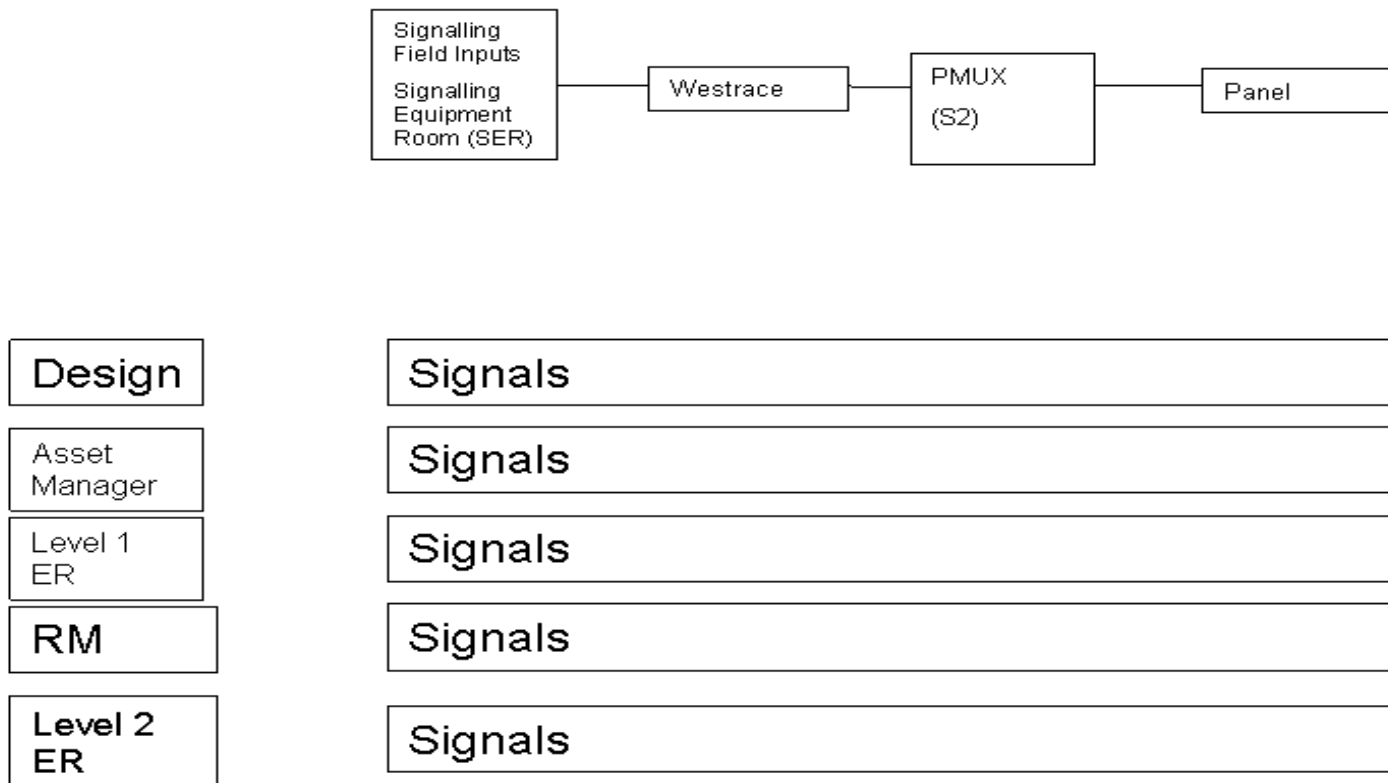 Signalling
Field Inputs
Signalling
Equipment
Room (SER)
Westrace
PMUX
(S2)
Panel
Design
Signals
Asset
Manager
Signals
Level 1
ER
Signals
RM
Signals
Level 2
ER
Signals